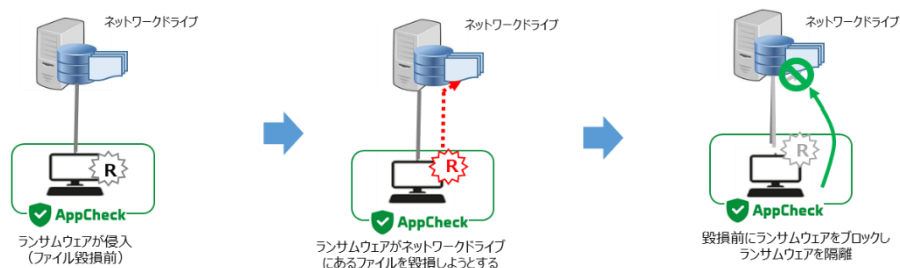 ネットワークドライブ
R
AppCheck
ランサムウェアが侵入
（ファイル毀損前）
ネットワークドライブ
R
AppCheck
ランサムウェアがネットワークドライブ
にあるファイルを毀損しようとする
ネットワークドライブ
R
AppCheck
毀損前にランサムウェアをブロックし
ランサムウェアを隔離